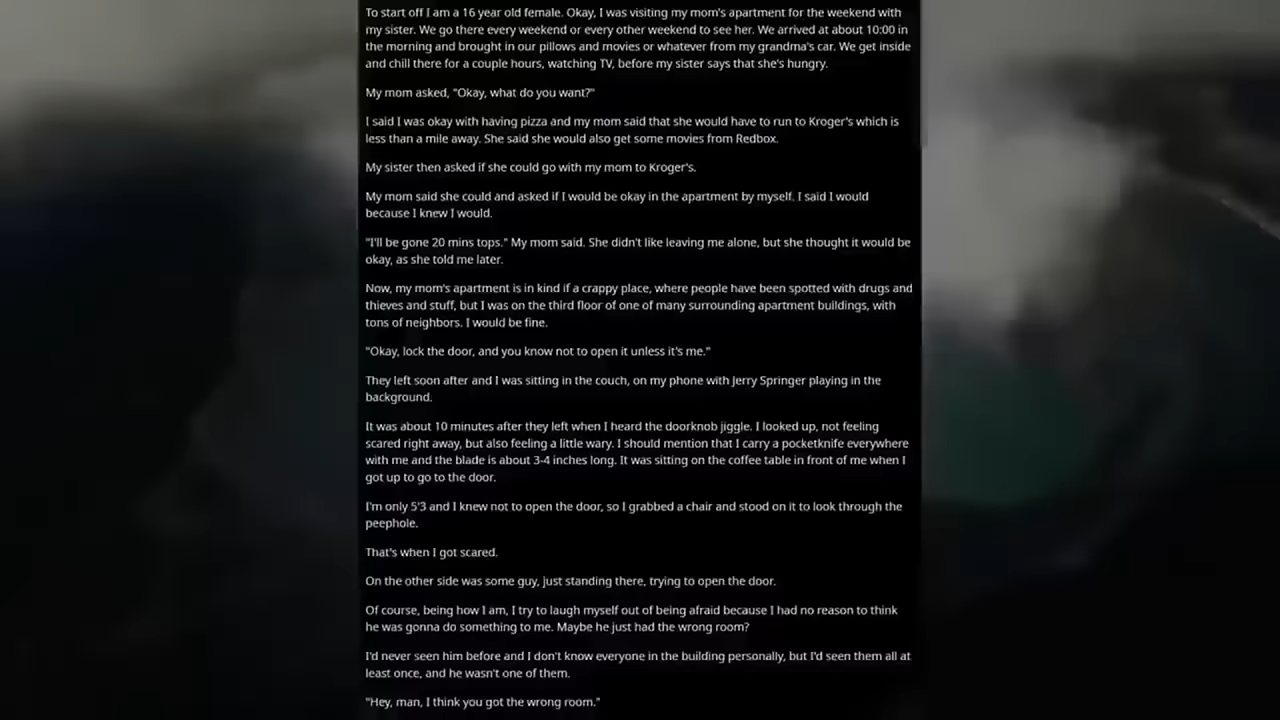 To start off I am a 16 year old female. Okay, I was visiting my mom's apartment for the weekend with
my sister. We go there every weekend or every other weekend to see her. We arrived at about 10:00 in
the morning and brought in our pillows and movies or whatever from my grandma's car. We get inside
and chill there for a couple hours, watching TV, before my sister says that she's hungry.
My mom asked, "Okay, what do you want?"
I said I was okay with having pizza and my mom said that she would have to run to Kroger's which is
less than a mile away. She said she would also get some movies from Redbox.
My sister then asked if she could go with my mom to Kroger's.
My mom said she could and asked if I would be okay in the apartment by myself. I said I would
because I knew I would.
"I'll be gone 20 mins tops." My mom said. She didn't like leaving me alone, but she thought it would be
okay, as she told me later.
Now, my mom's apartment is in kind if a crappy place, where people have been spotted with drugs and
thieves and stuff, but I was on the third floor of one of many surrounding apartment buildings, with
tons of neighbors. I would be fine.
"Okay, lock the door, and you know not to open it unless it's me."
They left soon after and I was sitting in the couch, on my phone with Jerry Springer playing in the
background.
It was about 10 minutes after they left when I heard the doorknob jiggle. I looked up, not feeling
scared right away, but also feeling a little wary. I should mention that I carry a pocketknife everywhere
with me and the blade is about 3-4 inches long. It was sitting on the coffee table in front of me when I
got up to go to the door.
I'm only 5'3 and I knew not to open the door, so I grabbed a chair and stood on it to look through the
peephole.
That's when I got scared.
On the other side was some guy, just standing there, trying to open the door.
Of course, being how I am, I try to laugh myself out of being afraid because I had no reason to think
he was gonna do something to me. Maybe he just had the wrong room?
I'd never seen him before and I don't know everyone in the building personally, but I'd seen them all at
least once, and he wasn't one of them.
"Hey, man, I think you got the wrong room."